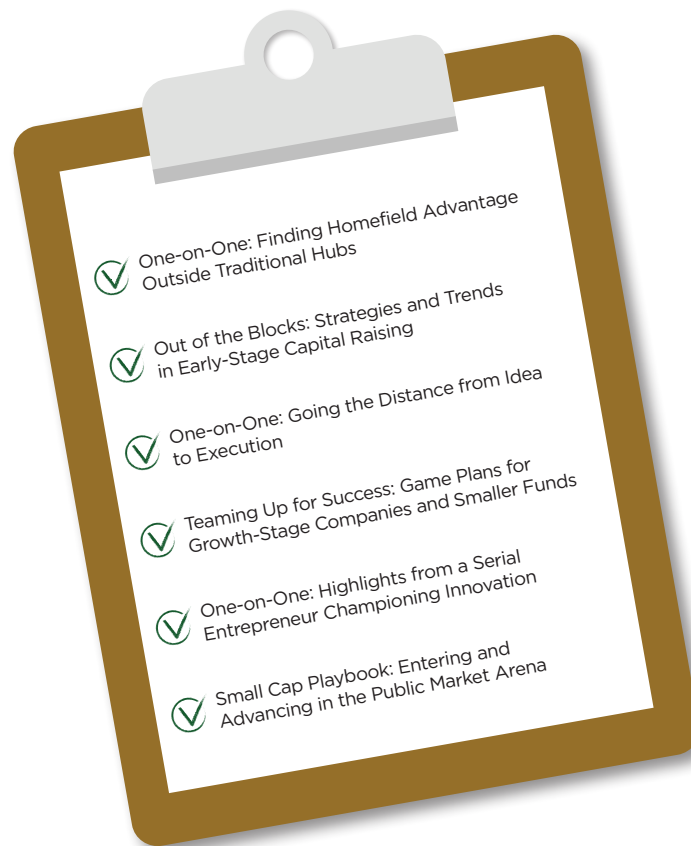 One-on-One: Finding Homefield Advantage
Outside Traditional Hubs
Out of the Blocks: Strategies and Trends
in Early-Stage Capital Raising
One-on-One: Going the Distance from Idea
to Execution
Teaming Up for Success: Game Plans for
Growth-Stage Companies and Smaller Funds
One-on-One: Highlights from a Serial
Entrepreneur Championing Innovation
Small Cap Playbook: Entering and
Advancing in the Public Market Arena